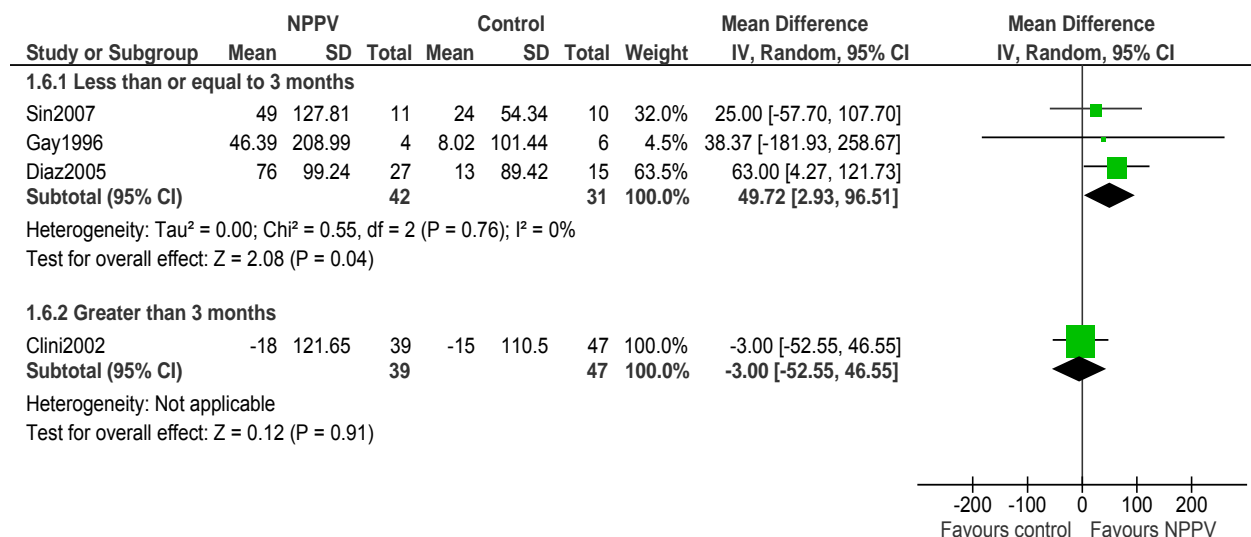 NPPV Control Mean Difference Mean Difference
Study or Subgroup Mean SD Total Mean SD Total Weight IV, Random, 95% CI IV, Random, 95% CI
1.6.1 Less than or equal to 3 months
Sin2007 49 127.81 11 24 54.34 10 32.0% 25.00 [-57.70, 107.70]
Gay1996 46.39 208.99 4 8.02 101.44 6 4.5% 38.37 [-181.93, 258.67]
Diaz2005 76 99.24 27 13 89.42 15 63.5% 63.00 [4.27, 121.73]
Subtotal (95% CI) 42 31 100.0% 49.72 [2.93, 96.51]
Heterogeneity: Tau² = 0.00; Chi² = 0.55, df = 2 (P = 0.76); I² = 0%
Test for overall effect: Z = 2.08 (P = 0.04)
1.6.2 Greater than 3 months
Clini2002 -18 121.65 39 -15 110.5 47 100.0% -3.00 [-52.55, 46.55]
Subtotal (95% CI) 39 47 100.0% -3.00 [-52.55, 46.55]
Heterogeneity: Not applicable
Test for overall effect: Z = 0.12 (P = 0.91)
-200 -100 0 100 200
Favours control Favours NPPV